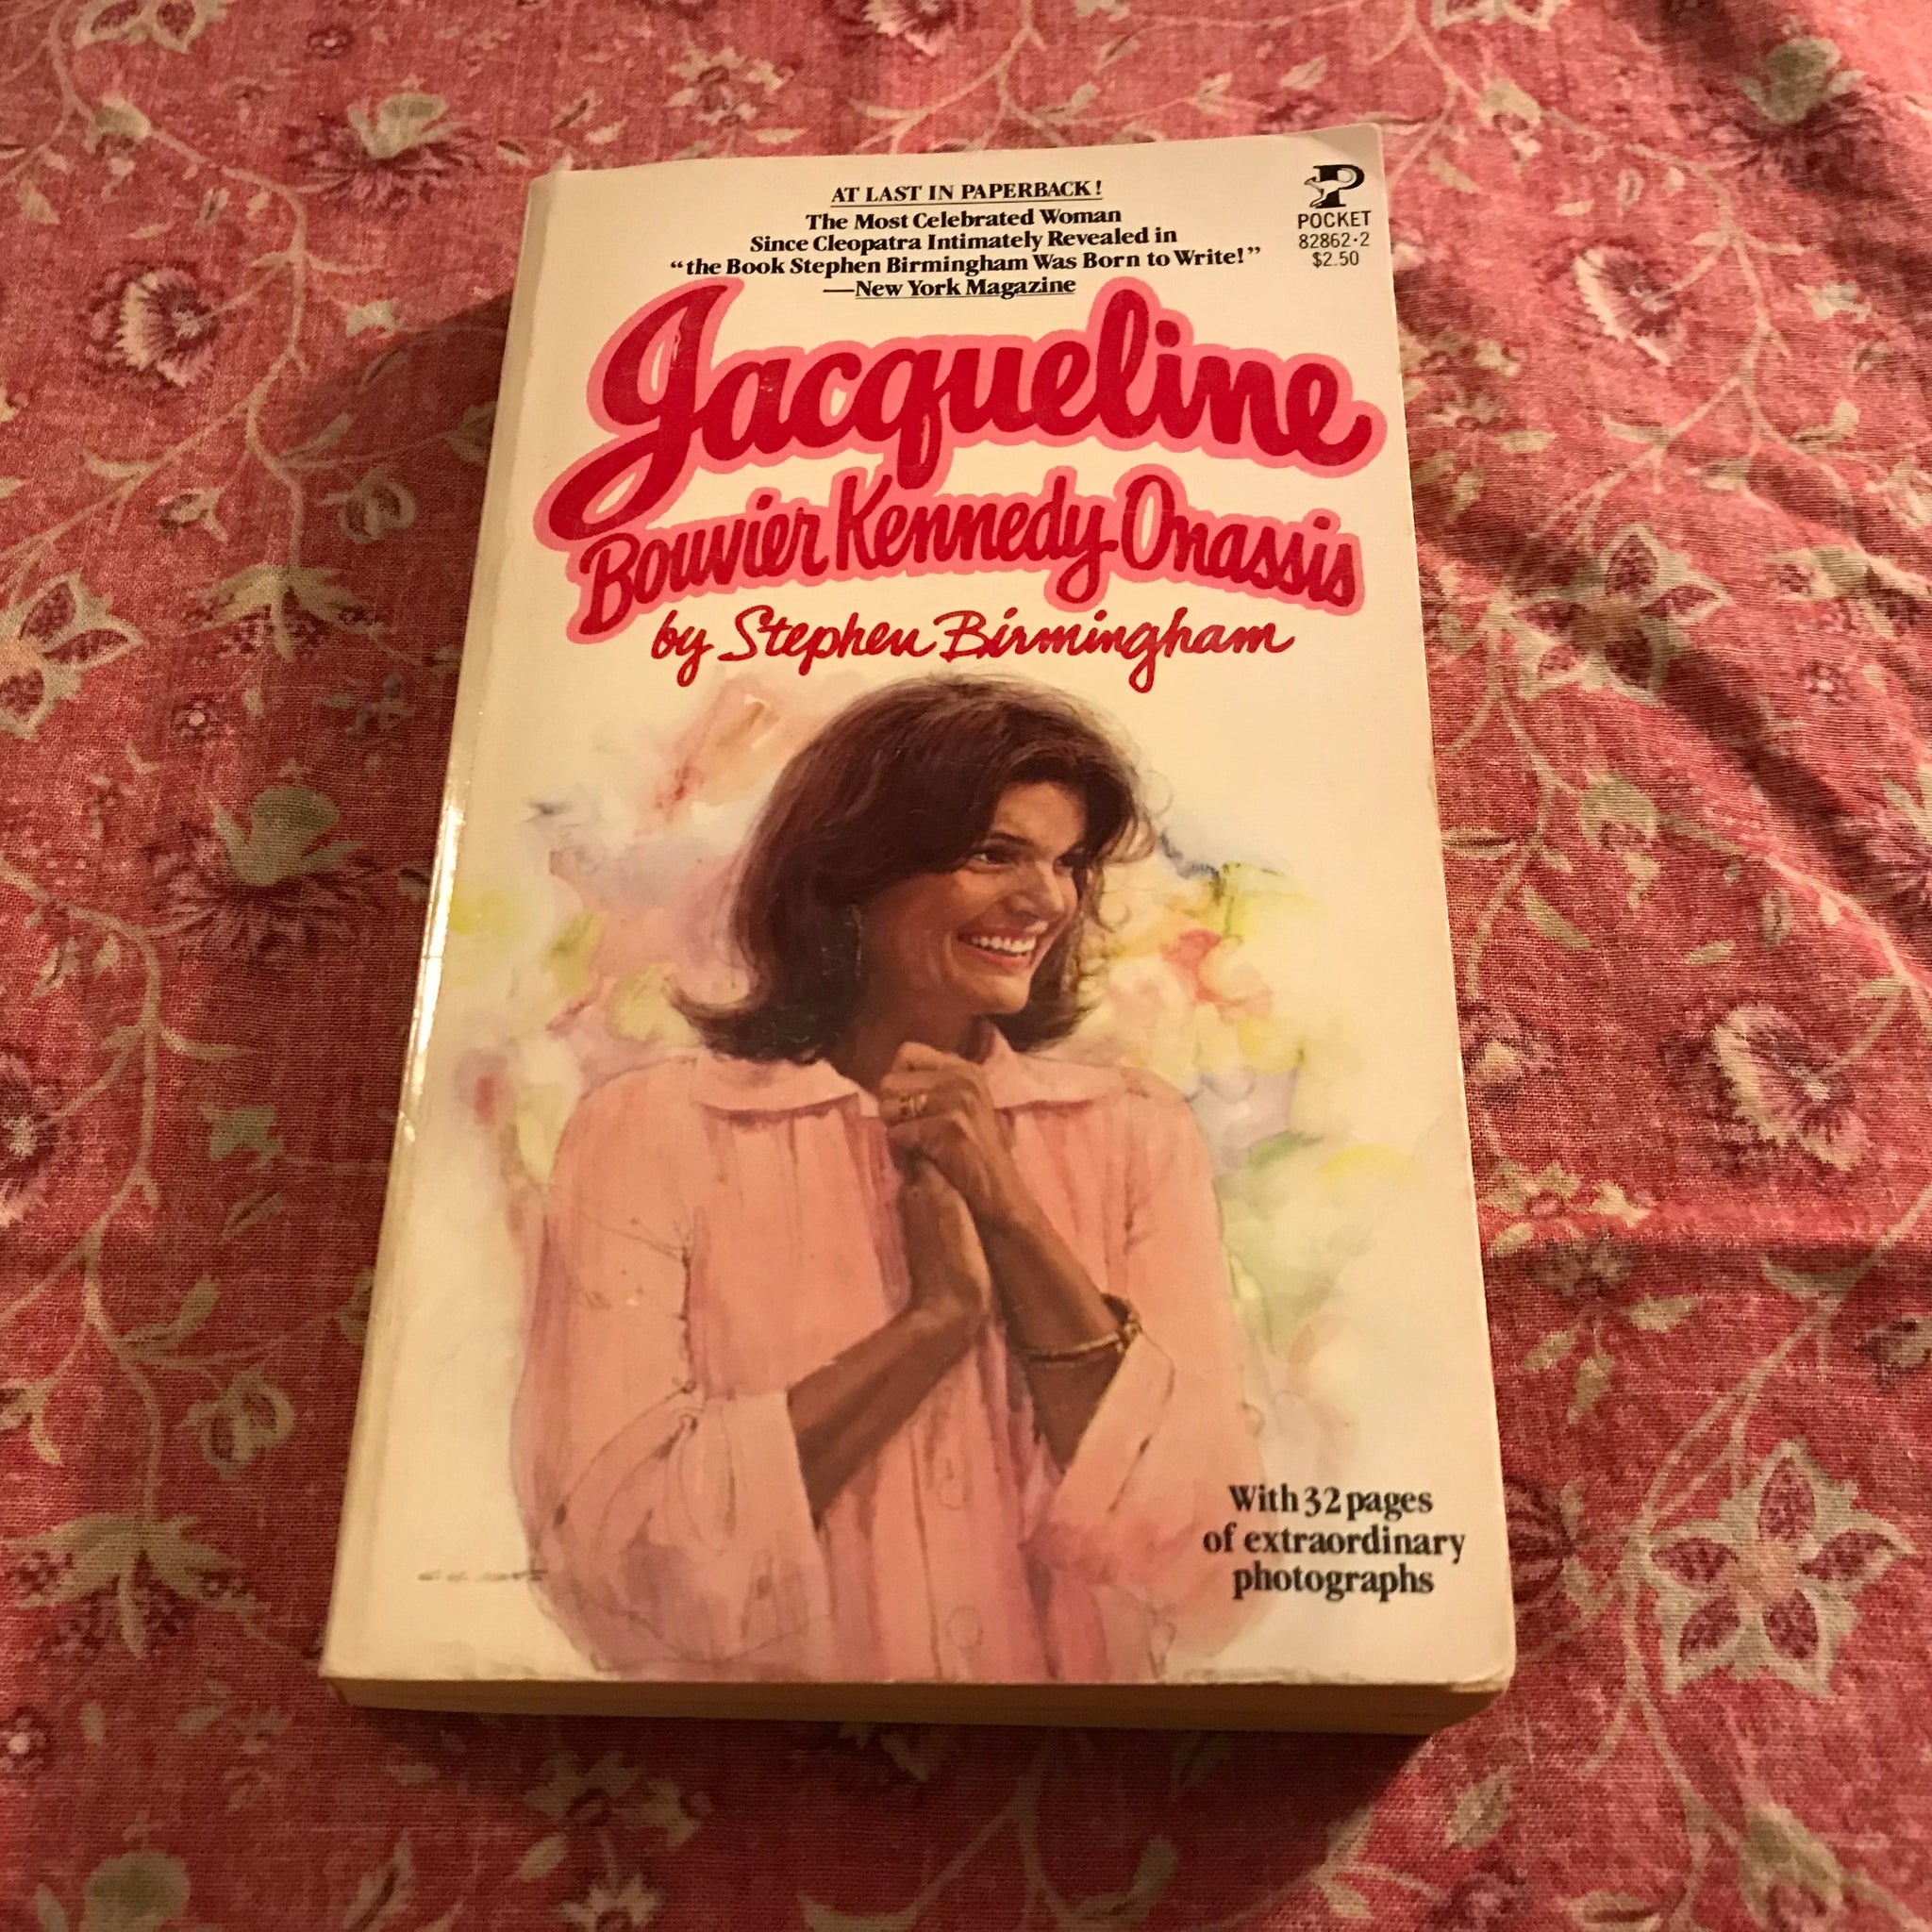 AT LAST IN PAPERBACK!
The Most Celebrated Woman
Since Cleopatra Intimately Revealed in
“the Book Stephen Birmingham Was Born to Write!”
—New York Magazine
P
POCKET
82862·2
$2.50
Jacqueline
Bouvier Kennedy Onassis
by Stephen Birmingham
With 32 pages
of extraordinary
photographs